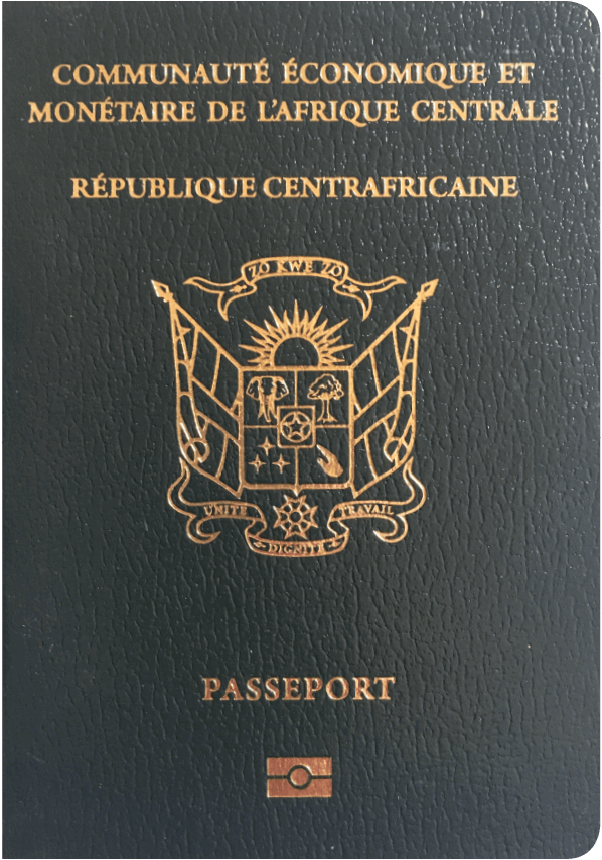 COMMUNAUTÉ ÉCONOMIQUE ET
MONÉTAIRE DE L'AFRIQUE CENTRALE
RÉPUBLIQUE CENTRAFRICAINE
ZO KWE ZO
UNITE TRAVAIL
DIGNITE
PASSEPORT